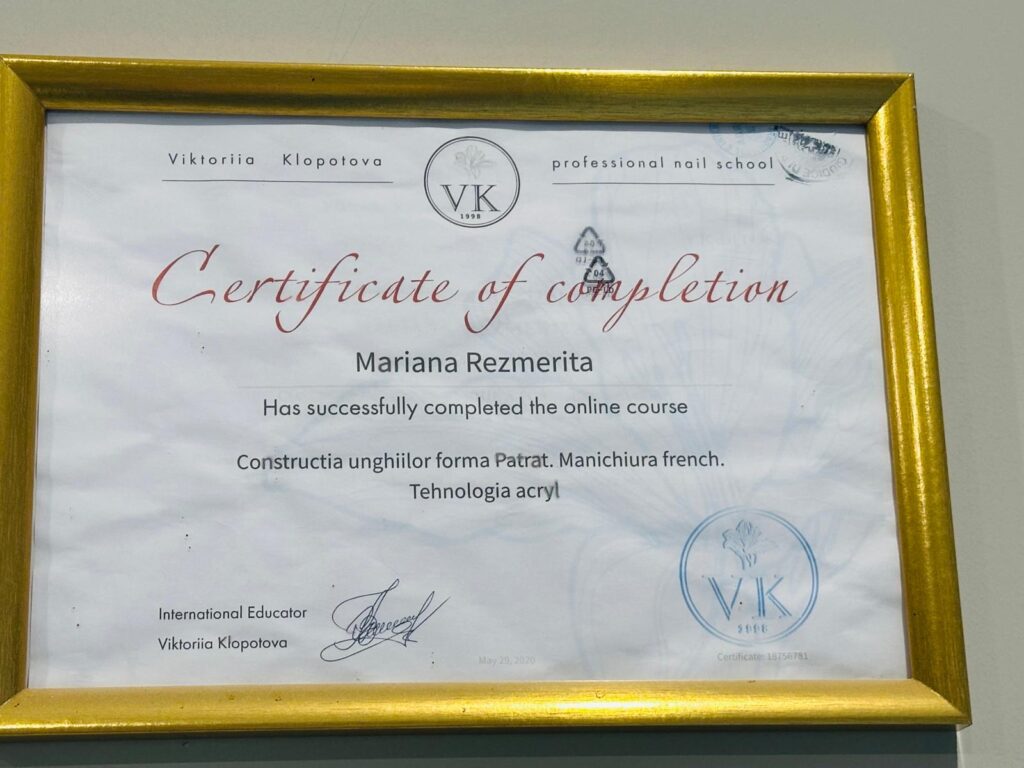 Viktoriia Klopotova
VK
1998
professional nail school
Certificate of completion
Mariana Rezmerita
Has successfully completed the online course
Constructia unghiilor forma Patrat. Manichiura french.
Tehnologia acryl
International Educator
Viktoriia Klopotova
May 29, 2020
VK
1998
Certificate: 18756781